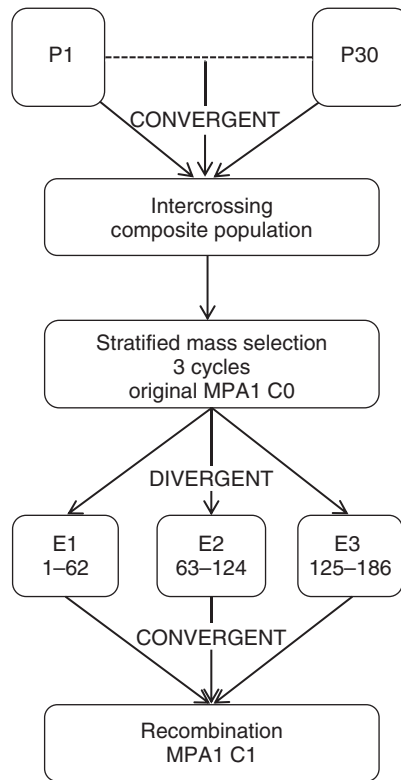 P1
P30
CONVERGENT
Intercrossing
composite population
Stratified mass selection
3 cycles
original MPA1 C0
DIVERGENT
E1
1–62
E2
63–124
E3
125–186
CONVERGENT
Recombination
MPA1 C1